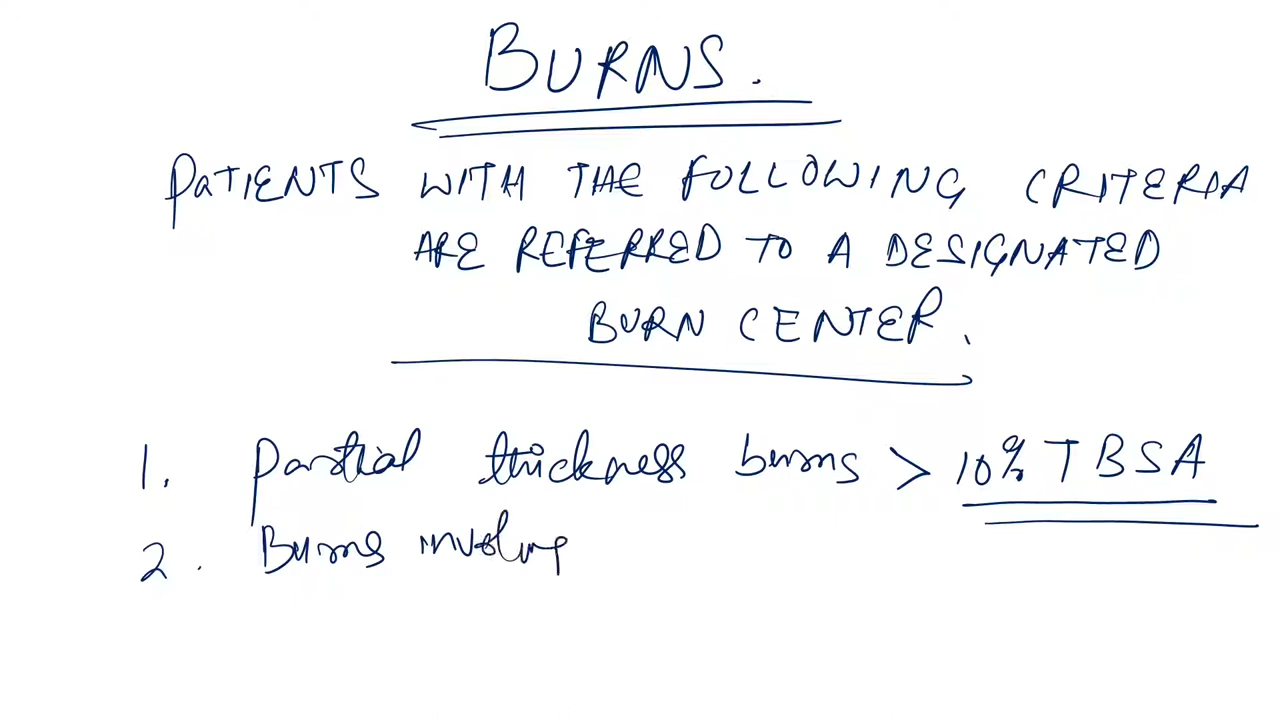 BURNS.
PATIENTS WITH THE FOLLOWING CRITERIA
ARE REFERRED TO A DESIGNATED
BURN CENTER.
1. Partial thickness burns > 10% TBSA
2. Burns involving